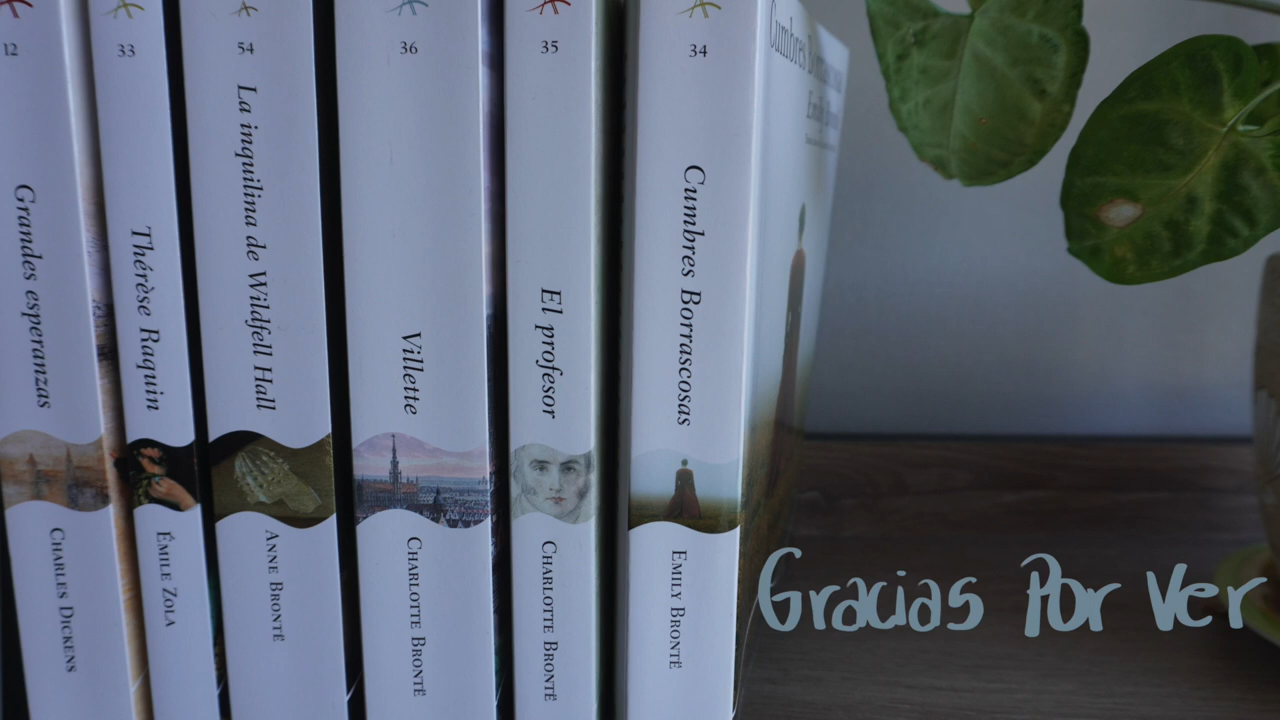 12
Grandes esperanzas
CHARLES DICKENS
33
Thérèse Raquin
ÉMILE ZOLA
La inquilina de Wildfell Hall
ANNE BRONTË
36
Villette
CHARLOTTE BRONTË
35
El profesor
CHARLOTTE BRONTË
34
Cumbres Borrascosas
EMILY BRONTË
Cumbres
Gracias Por Ver